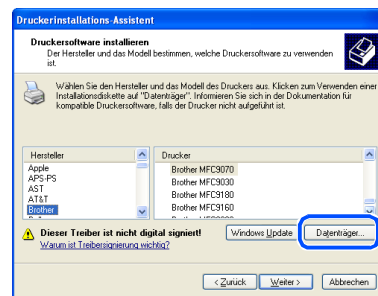 Druckerinstallations-Assistent
Druckersoftware installieren
Der Hersteller und das Modell bestimmen, welche Druckersoftware zu verwenden
ist.
Wählen Sie den Hersteller und das Modell des Druckers aus. Klicken zum Verwenden einer
Installationsdiskette auf "Datenträger". Informieren Sie sich in der Dokumentation für
kompatible Druckersoftware, falls der Drucker nicht aufgeführt ist.
Hersteller
Apple
APS-PS
AST
AT&T
Brother
Drucker
Brother MFC9070
Brother MFC9030
Brother MFC9180
Brother MFC9160
Dieser Treiber ist nicht digital signiert!
Warum ist Treibersignierung wichtig?
Windows Update
Datenträger...
< Zurück
Weiter >
Abbrechen